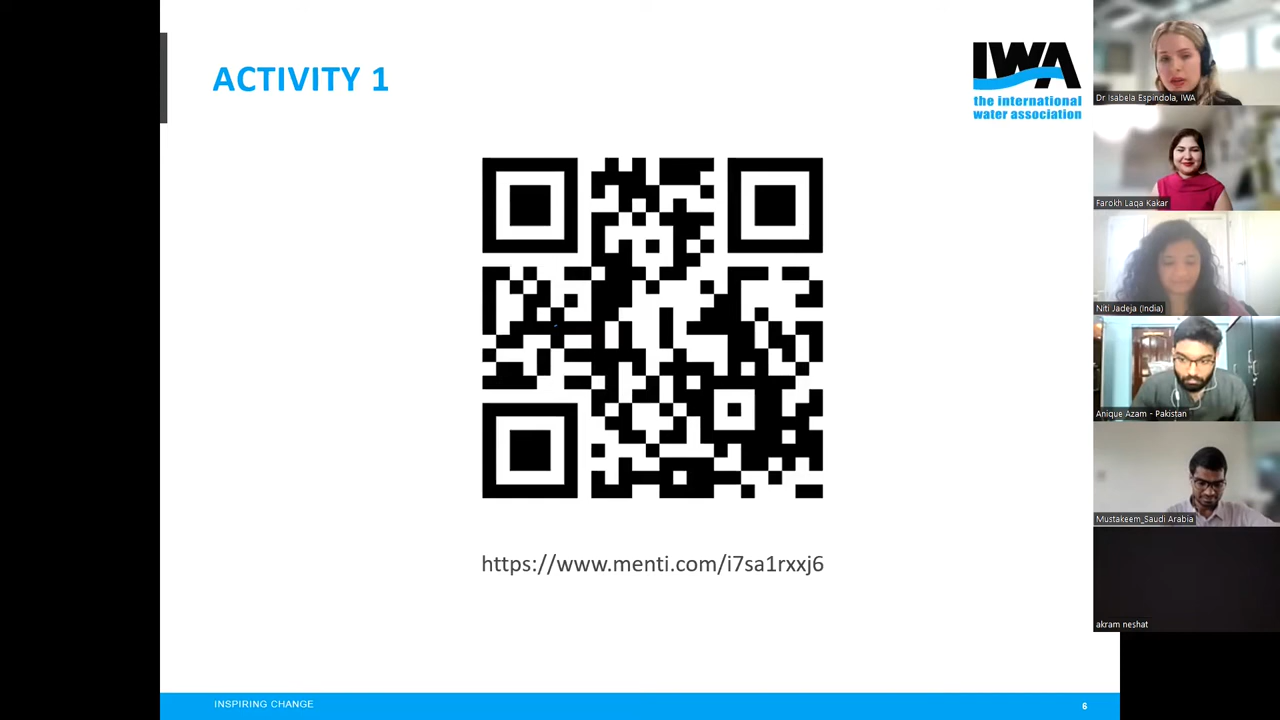 ACTIVITY 1
IWA
the international
water association
https://www.menti.com/i7sa1rxxj6
INSPIRING CHANGE
6
Dr Isabela Espindola, IWA
Farokh Laqa Kakar
Niti Jadeja (India)
Anique Azam - Pakistan
Mustakeem_Saudi Arabia
akram neshat